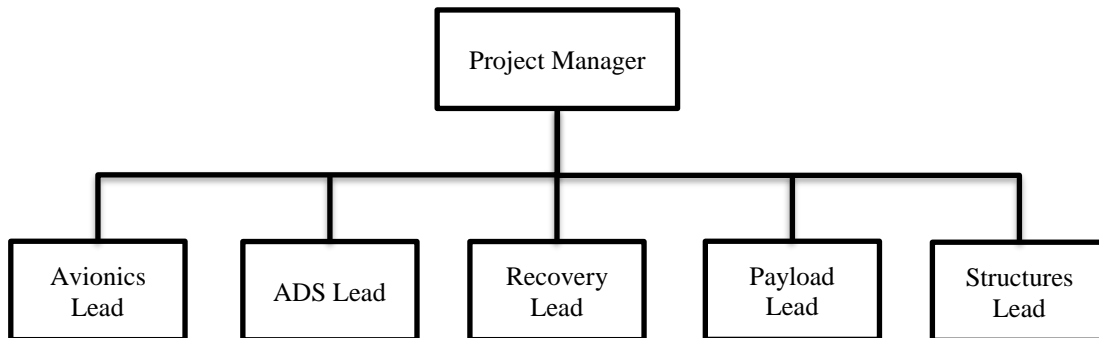 Project Manager
Avionics
Lead
ADS Lead
Recovery
Lead
Payload
Lead
Structures
Lead